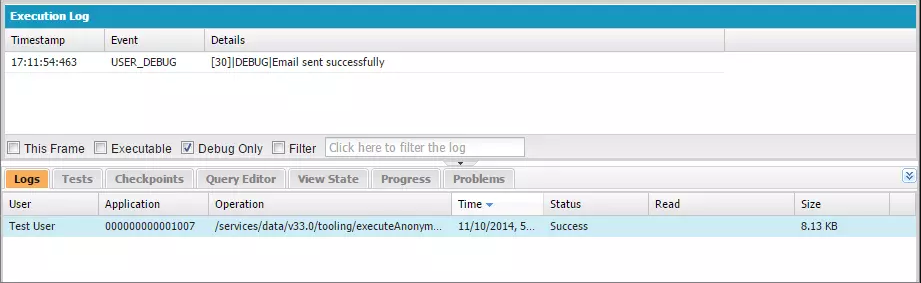 Execution Log
Timestamp Event Details
17:11:54:463 USER_DEBUG [30]|DEBUG|Email sent successfully
This Frame Executable Debug Only Filter Click here to filter the log
Logs Tests Checkpoints Query Editor View State Progress Problems
User Application Operation Time Status Read Size
Test User 000000000001007 /services/data/v33.0/tooling/executeAnonym... 11/10/2014, 5... Success 8.13 KB